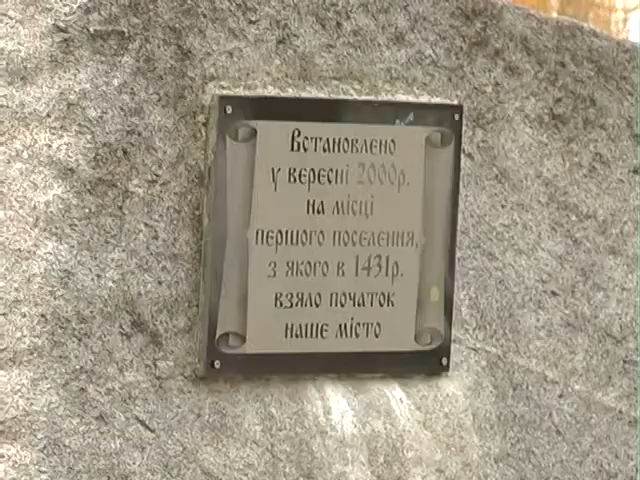 Встановлено
у вересні 2000р.
на місці
першого поселення,
з якого в 1431р.
взяло початок
наше місто